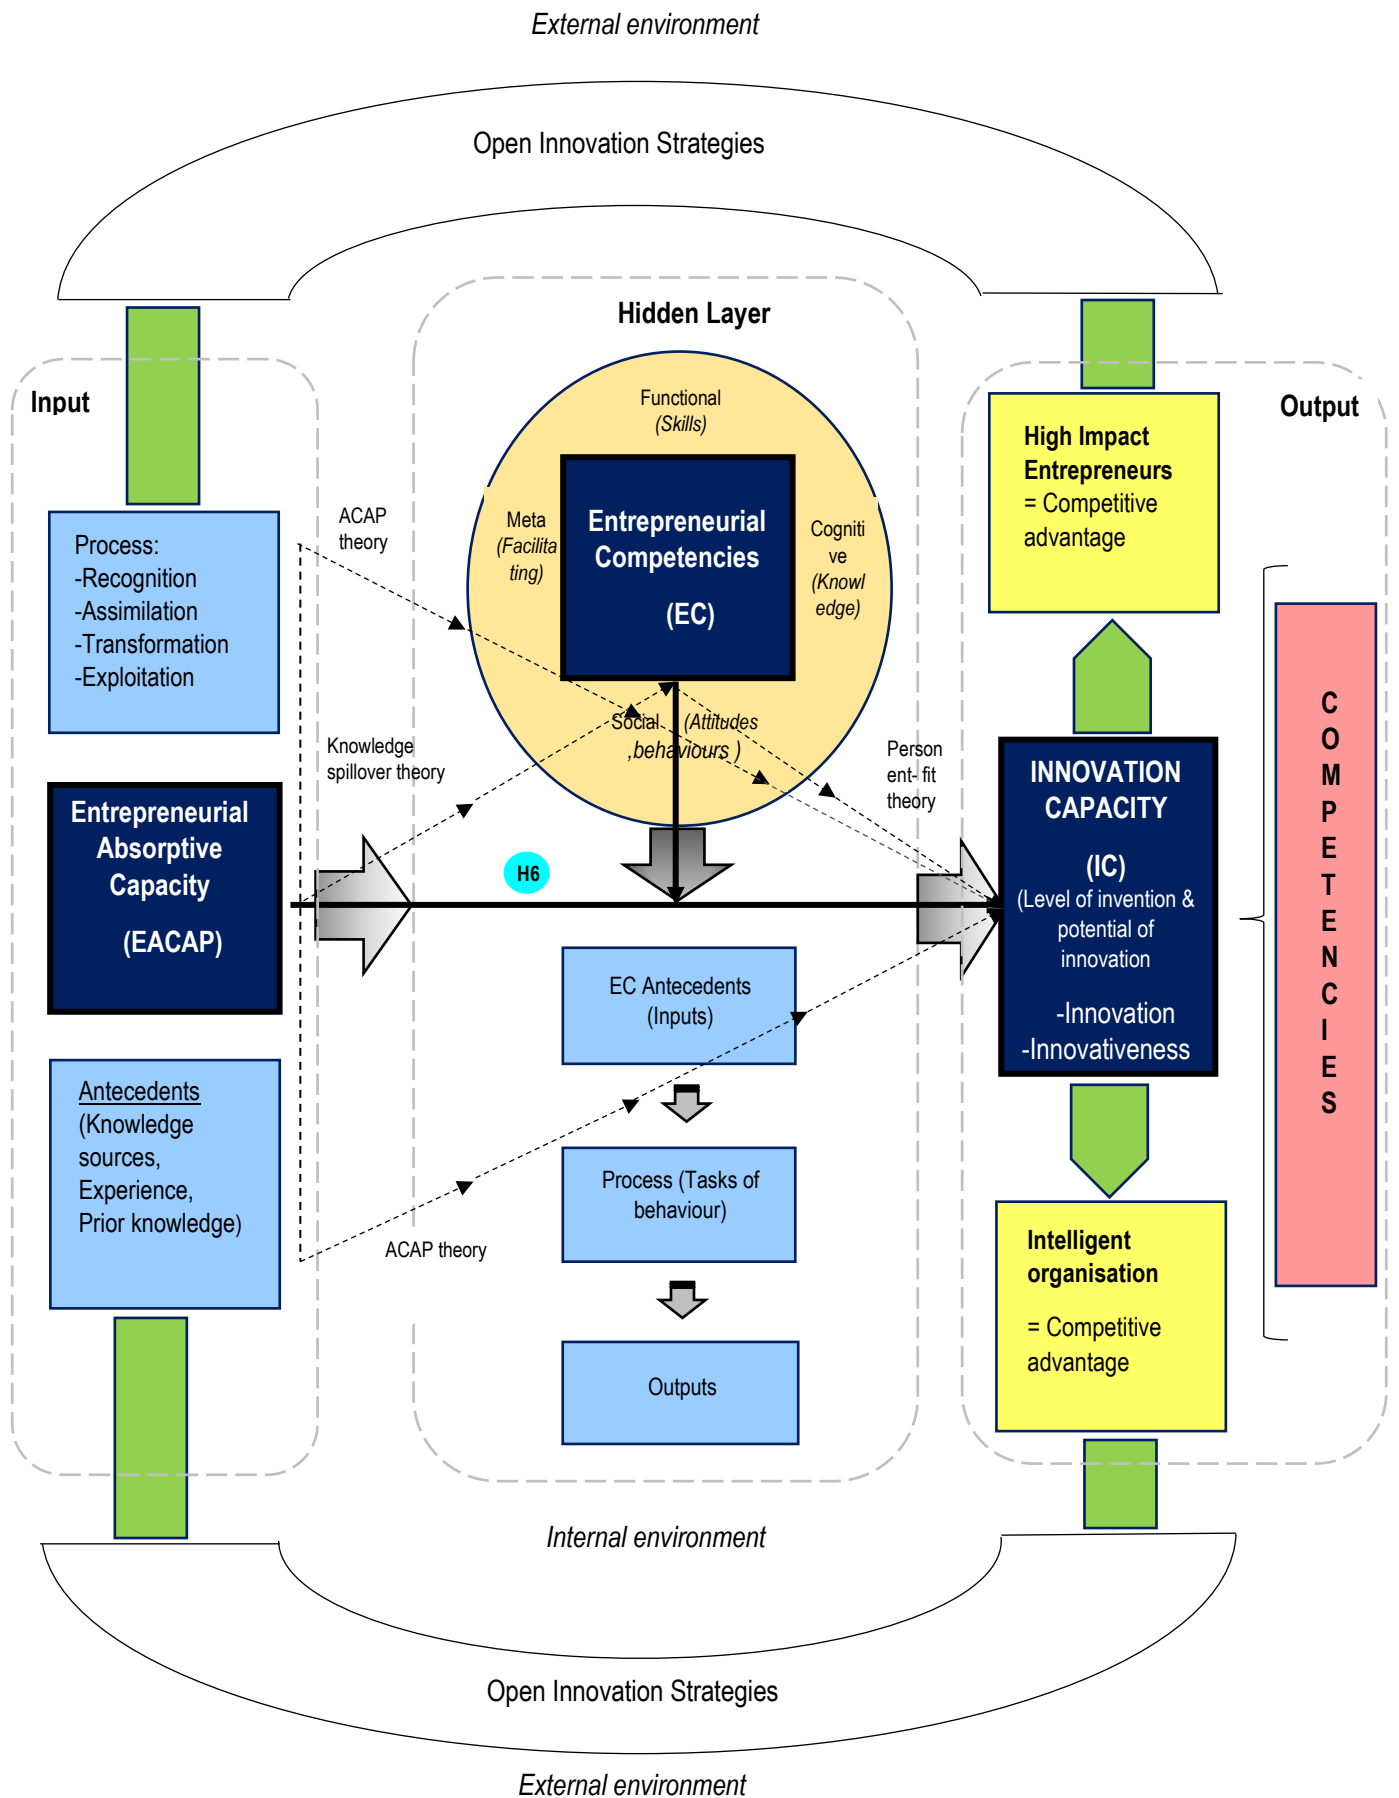 External environment
Open Innovation Strategies
Hidden Layer
Input
Output
Functional
(Skills)
Meta
(Facilita
ting)
Entrepreneurial
Competencies
(EC)
Cogniti
ve
(Knowl
edge)
Social (Attitudes
,behaviours )
High Impact
Entrepreneurs
= Competitive
advantage
ACAP
theory
Process:
-Recognition
-Assimilation
-Transformation
-Exploitation
Knowledge
spillover theory
Person
ent- fit
theory
Entrepreneurial
Absorptive
Capacity
(EACAP)
H6
INNOVATION
CAPACITY
(IC)
(Level of invention &
potential of
innovation
-Innovation
-Innovativeness
C
O
M
P
E
T
E
N
C
I
E
S
EC Antecedents
(Inputs)
Antecedents
(Knowledge
sources,
Experience,
Prior knowledge)
Process (Tasks of
behaviour)
ACAP theory
Intelligent
organisation
= Competitive
advantage
Outputs
Internal environment
Open Innovation Strategies
External environment